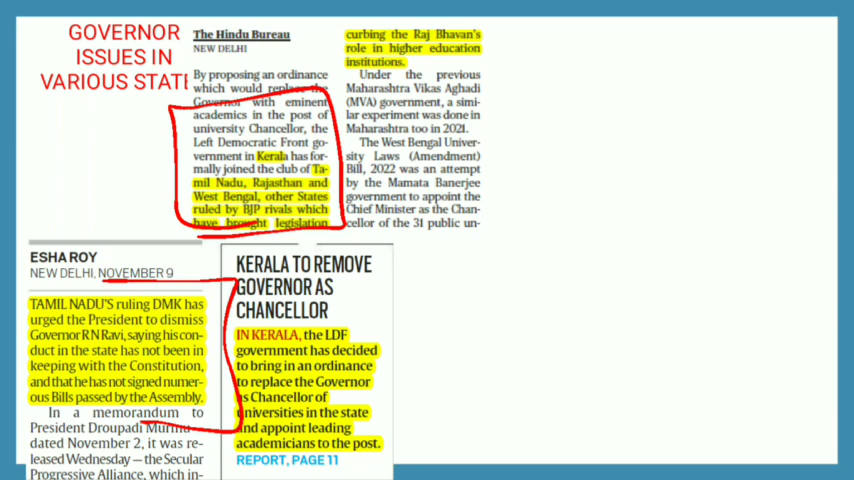 GOVERNOR
ISSUES IN
VARIOUS STATE
The Hindu Bureau
NEW DELHI
By proposing an ordinance
which would replace the
Governor with eminent
academics in the post of
university Chancellor, the
Left Democratic Front go-
vernment in Kerala has for-
mally joined the club of Ta-
mil Nadu, Rajasthan and
West Bengal, other States
ruled by BJP rivals which
have brought legislation
curbing the Raj Bhavan's
role in higher education
institutions.
Under the previous
Maharashtra Vikas Aghadi
(MVA) government, a simi-
lar experiment was done in
Maharashtra too in 2021.
The West Bengal Univer-
sity Laws (Amendment)
Bill, 2022 was an attempt
by the Mamata Banerjee
government to appoint the
Chief Minister as the Chan-
cellor of the 31 public un-
ESHA ROY
NEW DELHI, NOVEMBER 9
TAMIL NADU'S ruling DMK has
urged the President to dismiss
Governor R N Ravi, saying his con-
duct in the state has not been in
keeping with the Constitution,
and that he has not signed numer-
ous Bills passed by the Assembly.
In a memorandum to
President Droupadi Murmu
dated November 2, it was re-
leased Wednesday — the Secular
Progressive Alliance, which in-
KERALA TO REMOVE
GOVERNOR AS
CHANCELLOR
IN KERALA, the LDF
government has decided
to bring in an ordinance
to replace the Governor
as Chancellor of
universities in the state
and appoint leading
academicians to the post.
REPORT, PAGE 11